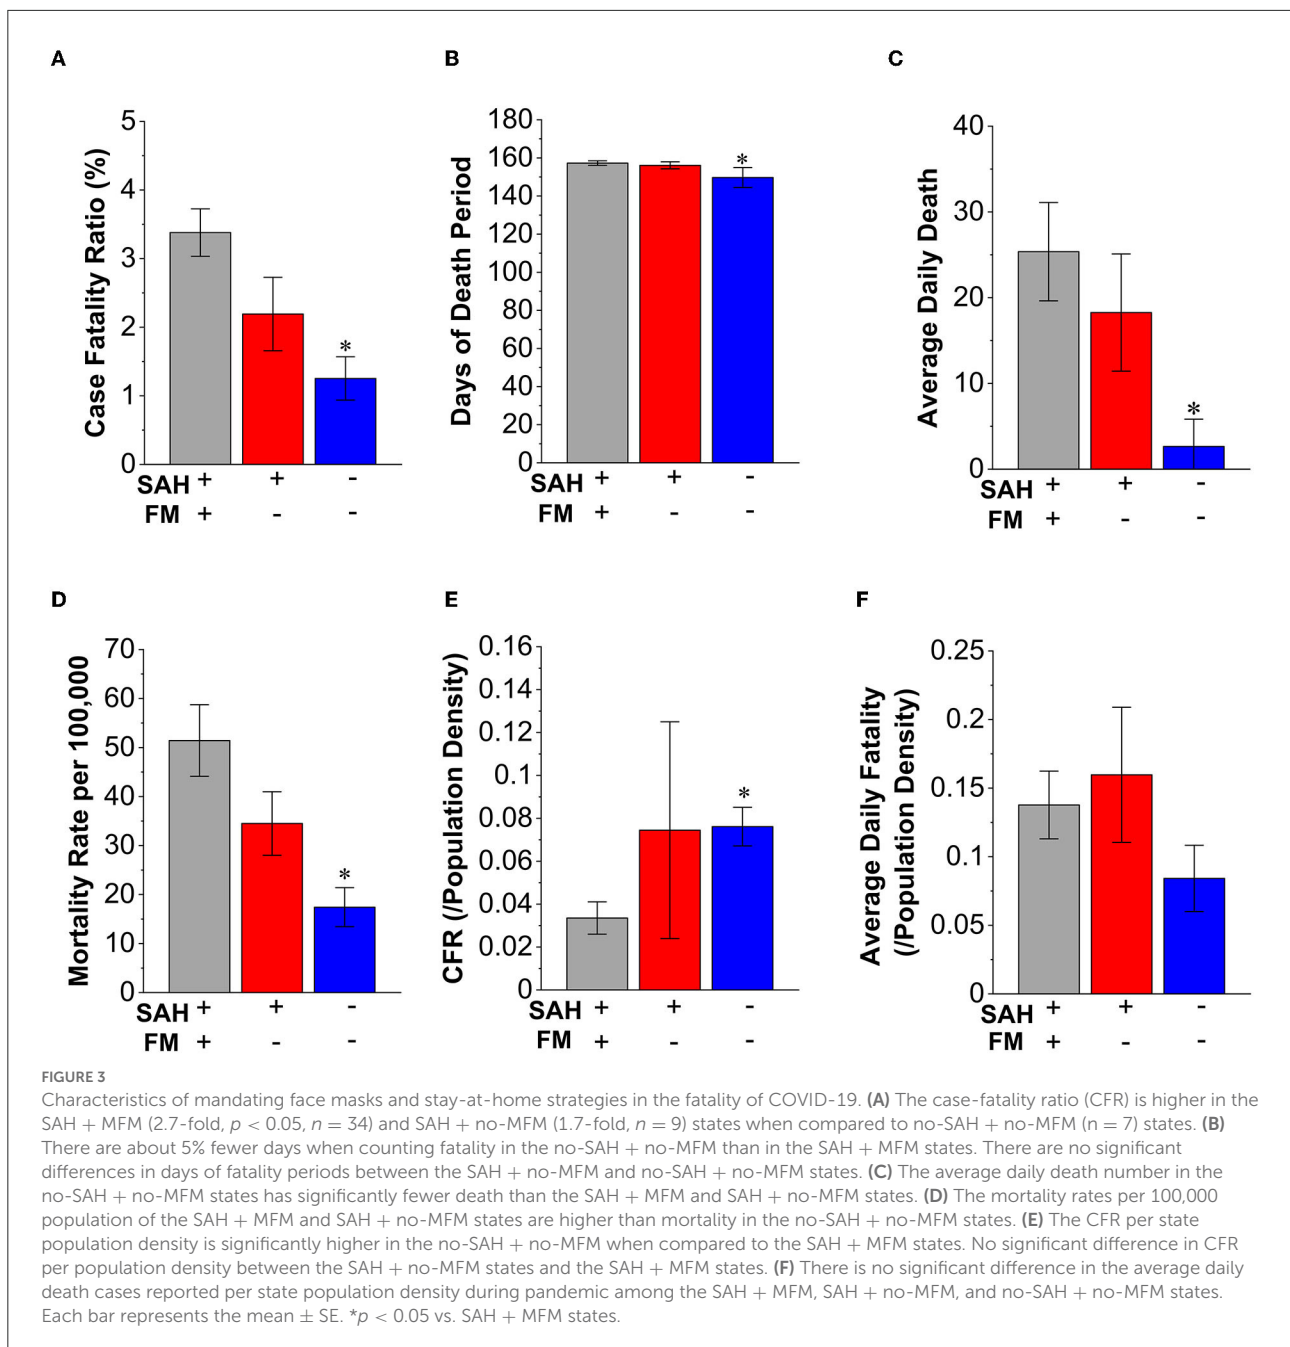 A
B
C
Case Fatality Ratio (%)
5
4
3
2
1
0
*
SAH + + -
FM + - -
Days of Death Period
180
160
140
120
100
80
60
40
20
0
*
SAH + + -
FM + - -
Average Daily Death
40
30
20
10
0
*
SAH + + -
FM + - -
D
E
F
Mortality Rate per 100,000
70
60
50
40
30
20
10
0
*
SAH + + -
FM + - -
CFR (/Population Density)
0.16
0.14
0.12
0.1
0.08
0.06
0.04
0.02
0
*
SAH + + -
FM + - -
Average Daily Fatality
(/Population Density)
0.25
0.2
0.15
0.1
0.05
0
SAH + + -
FM + - -
FIGURE 3
Characteristics of mandating face masks and stay-at-home strategies in the fatality of COVID-19. (A) The case-fatality ratio (CFR) is higher in the
SAH + MFM (2.7-fold, p < 0.05, n = 34) and SAH + no-MFM (1.7-fold, n = 9) states when compared to no-SAH + no-MFM (n = 7) states. (B)
There are about 5% fewer days when counting fatality in the no-SAH + no-MFM than in the SAH + MFM states. There are no significant
differences in days of fatality periods between the SAH + no-MFM and no-SAH + no-MFM states. (C) The average daily death number in the
no-SAH + no-MFM states has significantly fewer death than the SAH + MFM and SAH + no-MFM states. (D) The mortality rates per 100,000
population of the SAH + MFM and SAH + no-MFM states are higher than mortality in the no-SAH + no-MFM states. (E) The CFR per state
population density is significantly higher in the no-SAH + no-MFM when compared to the SAH + MFM states. No significant difference in CFR
per population density between the SAH + no-MFM states and the SAH + MFM states. (F) There is no significant difference in the average daily
death cases reported per state population density during pandemic among the SAH + MFM, SAH + no-MFM, and no-SAH + no-MFM states.
Each bar represents the mean ± SE. *p < 0.05 vs. SAH + MFM states.